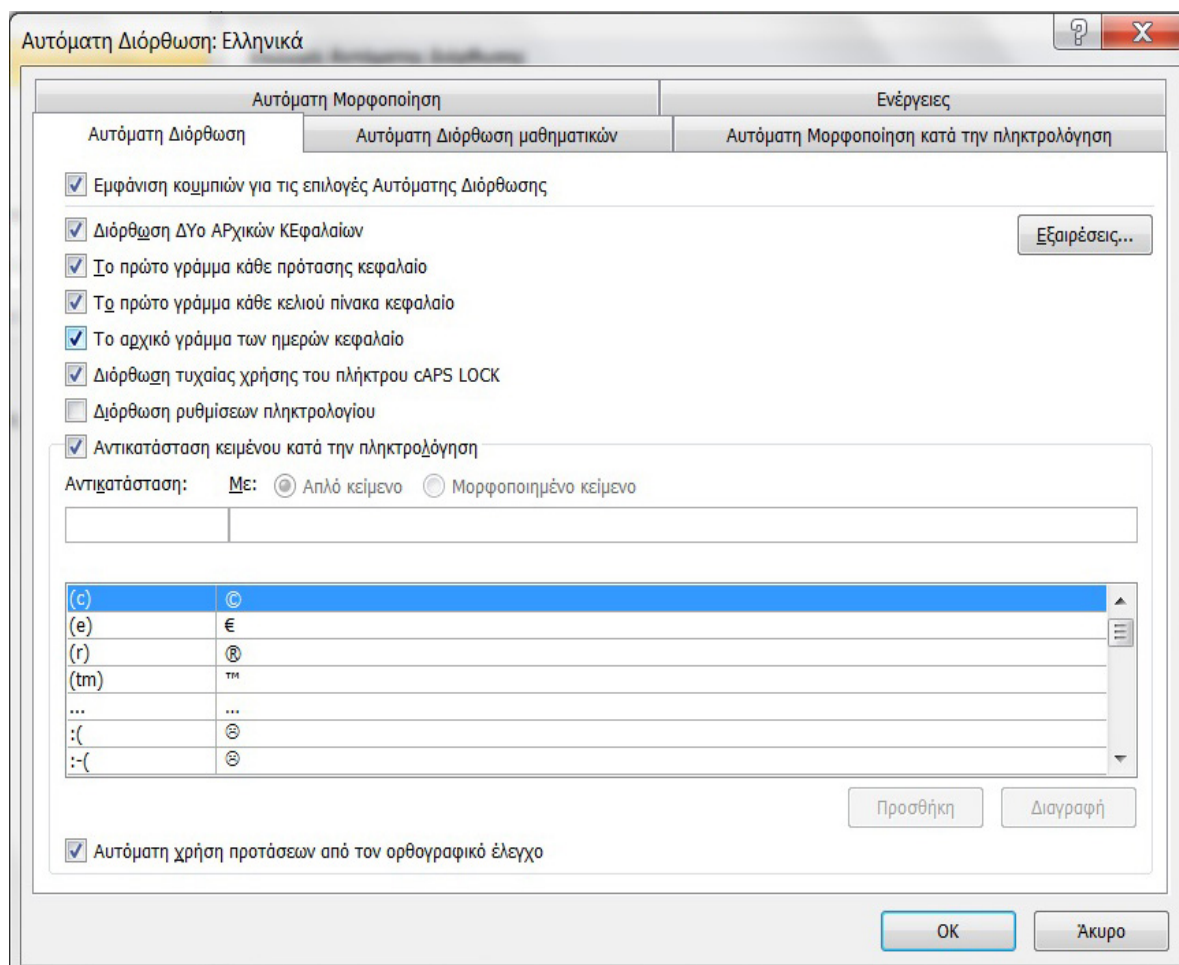 Αυτόματη Διόρθωση: Ελληνικά
Αυτόματη Μορφοποίηση Ενέργειες
Αυτόματη Διόρθωση Αυτόματη Διόρθωση μαθηματικών Αυτόματη Μορφοποίηση κατά την πληκτρολόγηση
Εμφάνιση κουμπιών για τις επιλογές Αυτόματης Διόρθωσης
Διόρθωση ΔΥο ΑΡχικών ΚΕφαλαίων Εξαιρέσεις...
Το πρώτο γράμμα κάθε πρότασης κεφαλαίο
Το πρώτο γράμμα κάθε κελιού πίνακα κεφαλαίο
Το αρχικό γράμμα των ημερών κεφαλαίο
Διόρθωση τυχαίας χρήσης του πλήκτρου cAPS LOCK
Διόρθωση ρυθμίσεων πληκτρολογίου
Αντικατάσταση κειμένου κατά την πληκτρολόγηση
Αντικατάσταση: Με: Απλό κείμενο Μορφοποιημένο κείμενο
(c) ©
(e) €
(r) ®
(tm) ™
... ...
:( ☹
:-( ☹
Προσθήκη Διαγραφή
Αυτόματη χρήση προτάσεων από τον ορθογραφικό έλεγχο
OK Άκυρο